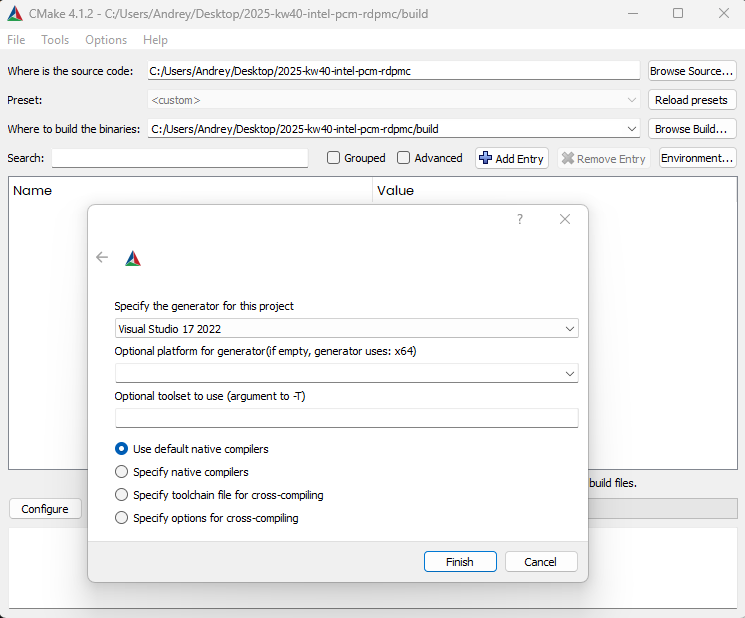 CMake 4.1.2 - C:/Users/Andrey/Desktop/2025-kw40-intel-pcm-rdpmc/build
File Tools Options Help
Where is the source code: C:/Users/Andrey/Desktop/2025-kw40-intel-pcm-rdpmc Browse Source...
Preset: <custom> Reload presets
Where to build the binaries: C:/Users/Andrey/Desktop/2025-kw40-intel-pcm-rdpmc/build Browse Build...
Search: Grouped Advanced Add Entry Remove Entry Environment...
Name Value
?
Specify the generator for this project
Visual Studio 17 2022
Optional platform for generator(if empty, generator uses: x64)
Optional toolset to use (argument to -T)
Use default native compilers
Specify native compilers
Specify toolchain file for cross-compiling
Specify options for cross-compiling
Finish Cancel
build files.
Configure